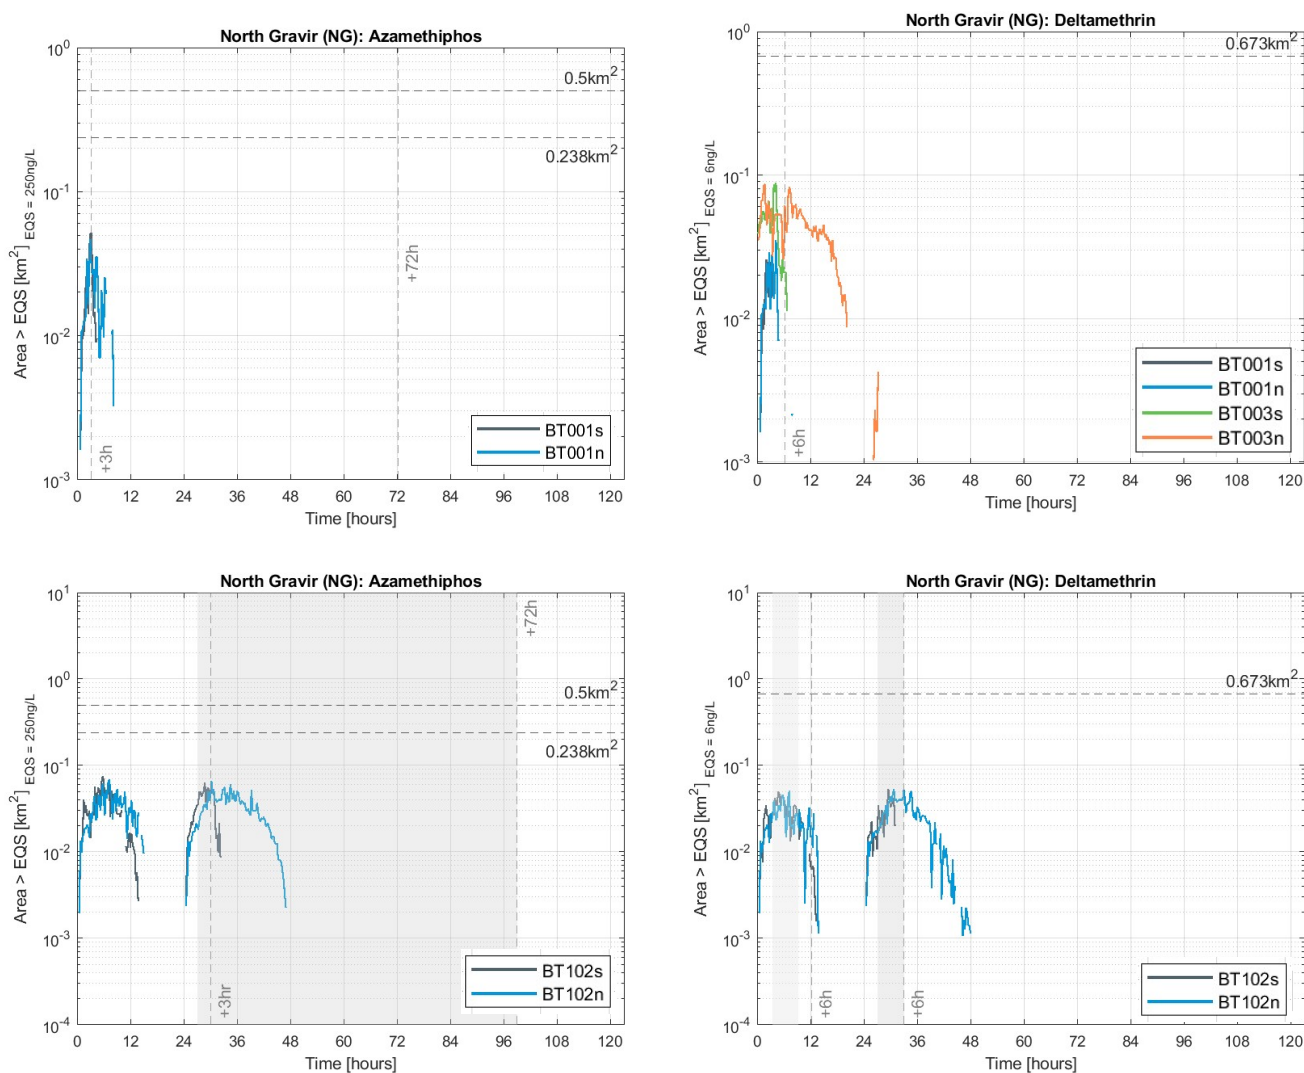 North Gravir (NG): Azamethiphos
10^0
10^-1
10^-2
10^-3
Area > EQS [km^2] EQS = 250ng/L
0.5km^2
0.238km^2
+3h
+72h
BT001s
BT001n
0 12 24 36 48 60 72 84 96 108 120
Time [hours]
North Gravir (NG): Deltamethrin
10^0
10^-1
10^-2
10^-3
Area > EQS [km^2] EQS = 6ng/L
0.673km^2
+6h
BT001s
BT001n
BT003s
BT003n
0 12 24 36 48 60 72 84 96 108 120
Time [hours]
North Gravir (NG): Azamethiphos
10^1
10^0
10^-1
10^-2
10^-3
10^-4
Area > EQS [km^2] EQS = 250ng/L
+72h
0.5km^2
0.238km^2
+3hr
BT102s
BT102n
0 12 24 36 48 60 72 84 96 108 120
Time [hours]
North Gravir (NG): Deltamethrin
10^1
10^0
10^-1
10^-2
10^-3
10^-4
Area > EQS [km^2] EQS = 6ng/L
0.673km^2
+6h
+6h
BT102s
BT102n
0 12 24 36 48 60 72 84 96 108 120
Time [hours]